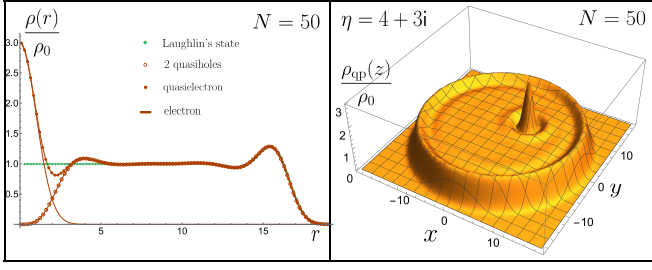 ρ(r)
ρ₀
N = 50
Laughlin's state
2 quasiholes
quasielectron
electron
3.0
2.5
2.0
1.5
1.0
0.5
5
10
15
r
η = 4 + 3i
N = 50
ρqp(z)
ρ₀
3
2
1
0
-10
0
10
x
-10
0
10
y